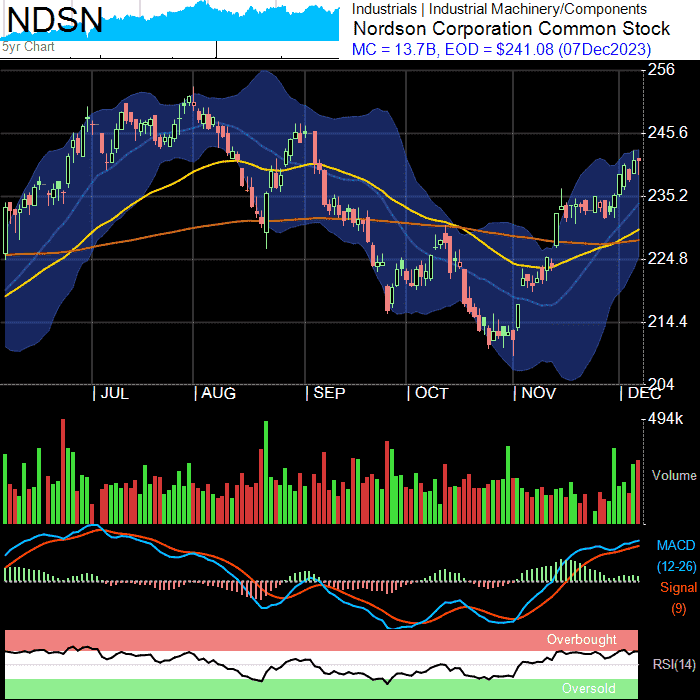 NDSN
5yr Chart
Industrials | Industrial Machinery/Components
Nordson Corporation Common Stock
MC = 13.7B, EOD = $241.08 (07Dec2023)
256
245.6
235.2
224.8
214.4
204
JUL
AUG
SEP
OCT
NOV
DEC
494k
Volume
MACD
(12-26)
Signal
(9)
Overbought
RSI(14)
Oversold